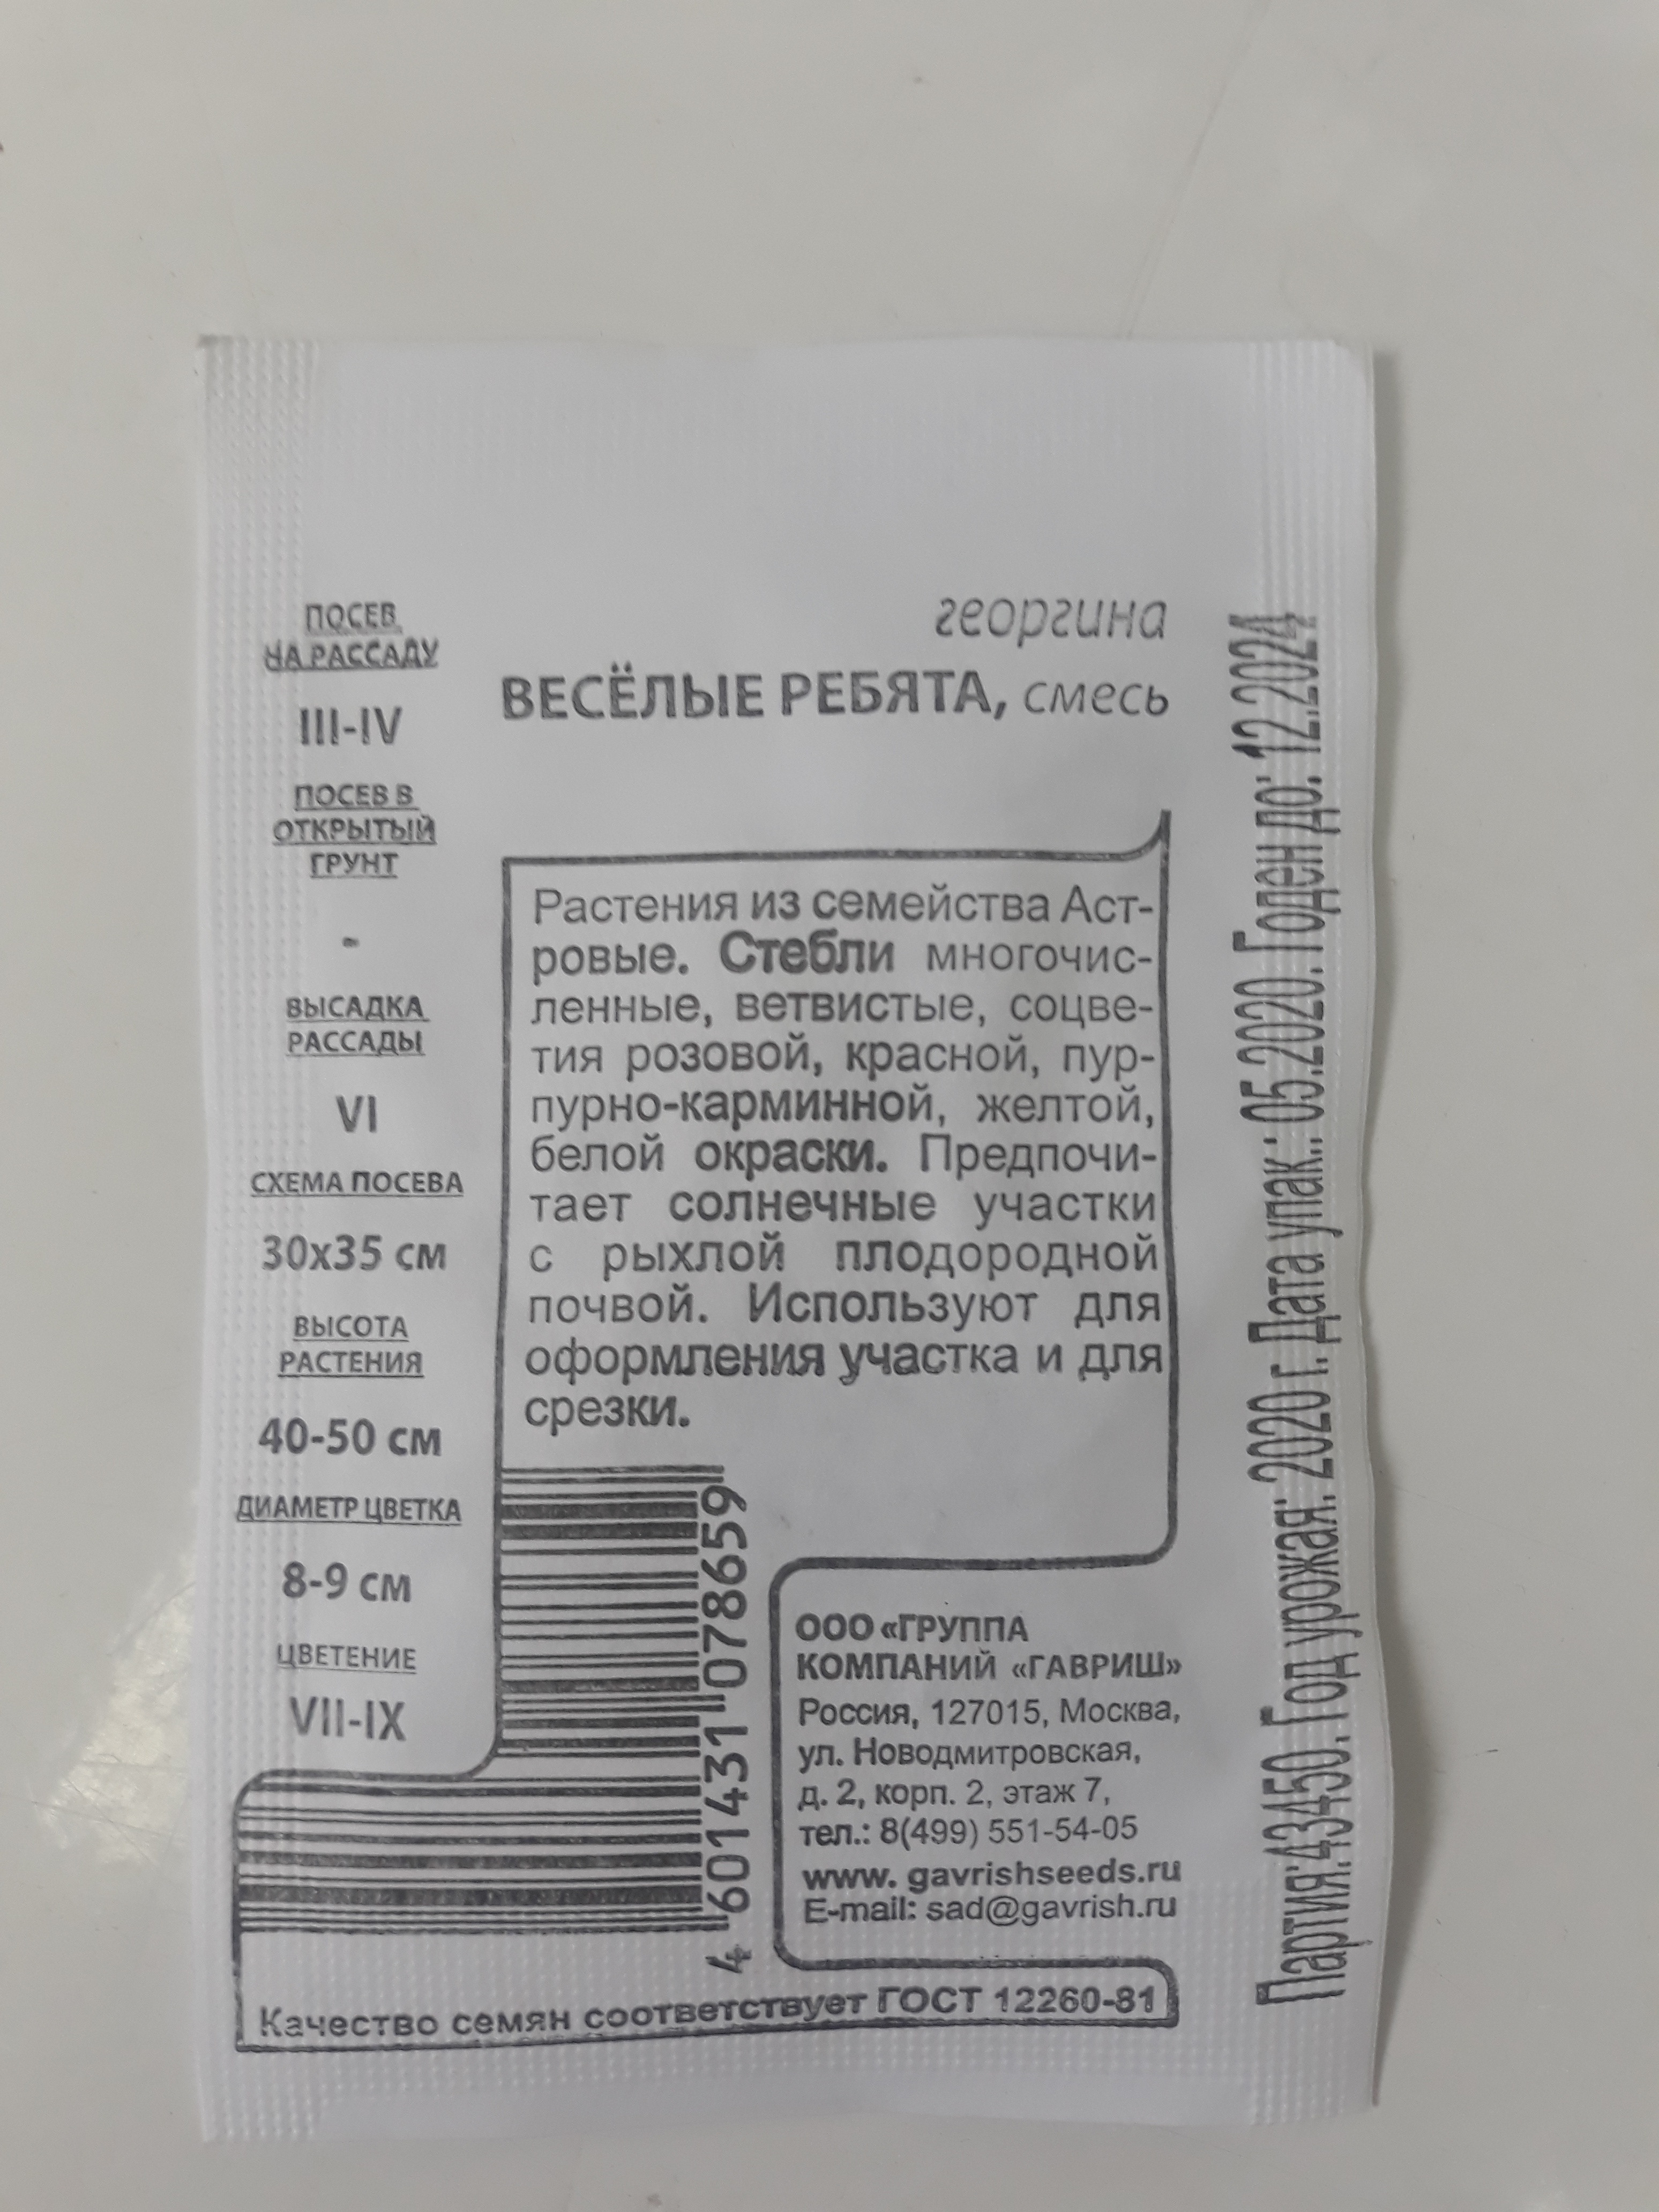 ПОСЕВ
НА РАССАДУ
III-IV
ПОСЕВ В
ОТКРЫТЫЙ
ГРУНТ
-
ВЫСАДКА
РАССАДЫ
VI
СХЕМА ПОСЕВА
30х35 см
ВЫСОТА
РАСТЕНИЯ
40-50 см
ДИАМЕТР ЦВЕТКА
8-9 см
ЦВЕТЕНИЕ
VII-IX
георгина
ВЕСЁЛЫЕ РЕБЯТА, смесь
Растения из семейства Аст-
ровые. Стебли многочис-
ленные, ветвистые, соцве-
тия розовой, красной, пур-
пурно-карминной, желтой,
белой окраски. Предпочи-
тает солнечные участки
с рыхлой плодородной
почвой. Используют для
оформления участка и для
срезки.
4 601431 078659
ООО «ГРУППА
КОМПАНИЙ «ГАВРИШ»
Россия, 127015, Москва,
ул. Новодмитровская,
д. 2, корп. 2, этаж 7,
тел.: 8(499) 551-54-05
www. gavrishseeds.ru
E-mail: sad@gavrish.ru
Качество семян соответствует ГОСТ 12260-81
Партия:43450. Год урожая: 2020 г. Дата упак.: 05.2020. Годен до: 12.2024